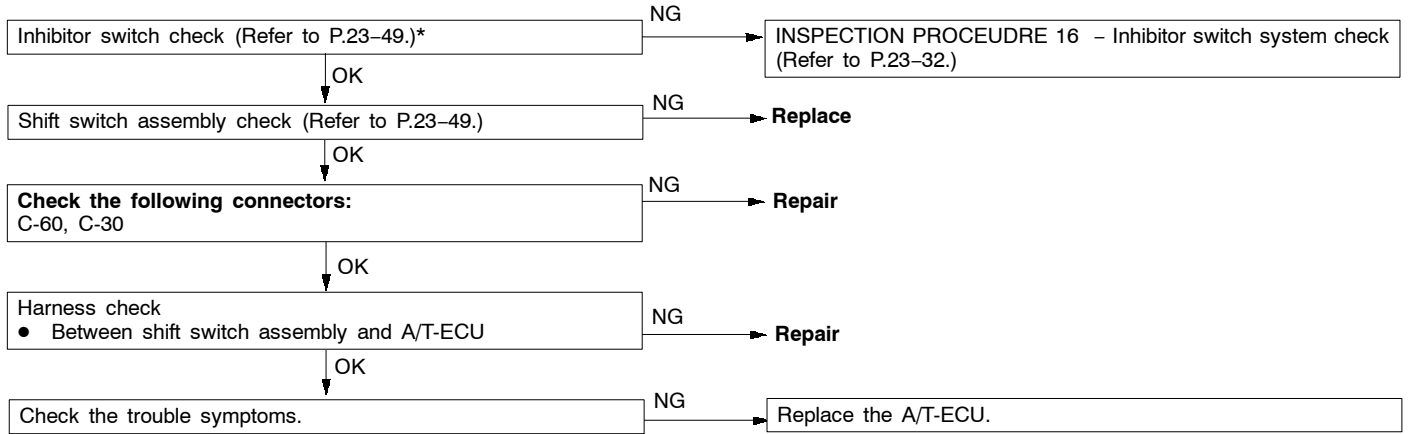 Inhibitor switch check (Refer to P.23–49.)*
NG
INSPECTION PROCEUDRE 16 – Inhibitor switch system check
(Refer to P.23–32.)
OK
Shift switch assembly check (Refer to P.23–49.)
NG
Replace
OK
Check the following connectors:
C-60, C-30
NG
Repair
OK
Harness check
● Between shift switch assembly and A/T-ECU
NG
Repair
OK
Check the trouble symptoms.
NG
Replace the A/T-ECU.